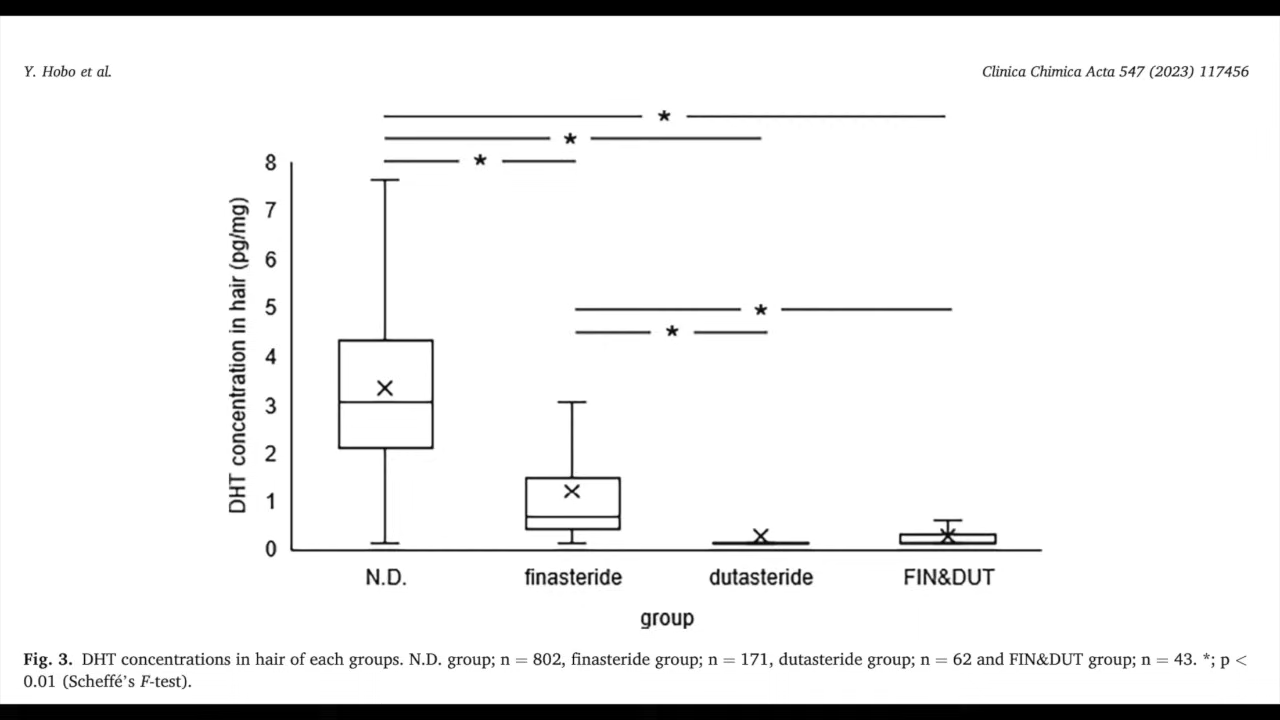 Y. Hobo et al.
Clinica Chimica Acta 547 (2023) 117456
*
*
*
8
7
6
5
4
3
2
1
0
DHT concentration in hair (pg/mg)
*
*
N.D.
finasteride
dutasteride
FIN&DUT
group
Fig. 3. DHT concentrations in hair of each groups. N.D. group; n = 802, finasteride group; n = 171, dutasteride group; n = 62 and FIN&DUT group; n = 43. *; p <
0.01 (Scheffé's F-test).